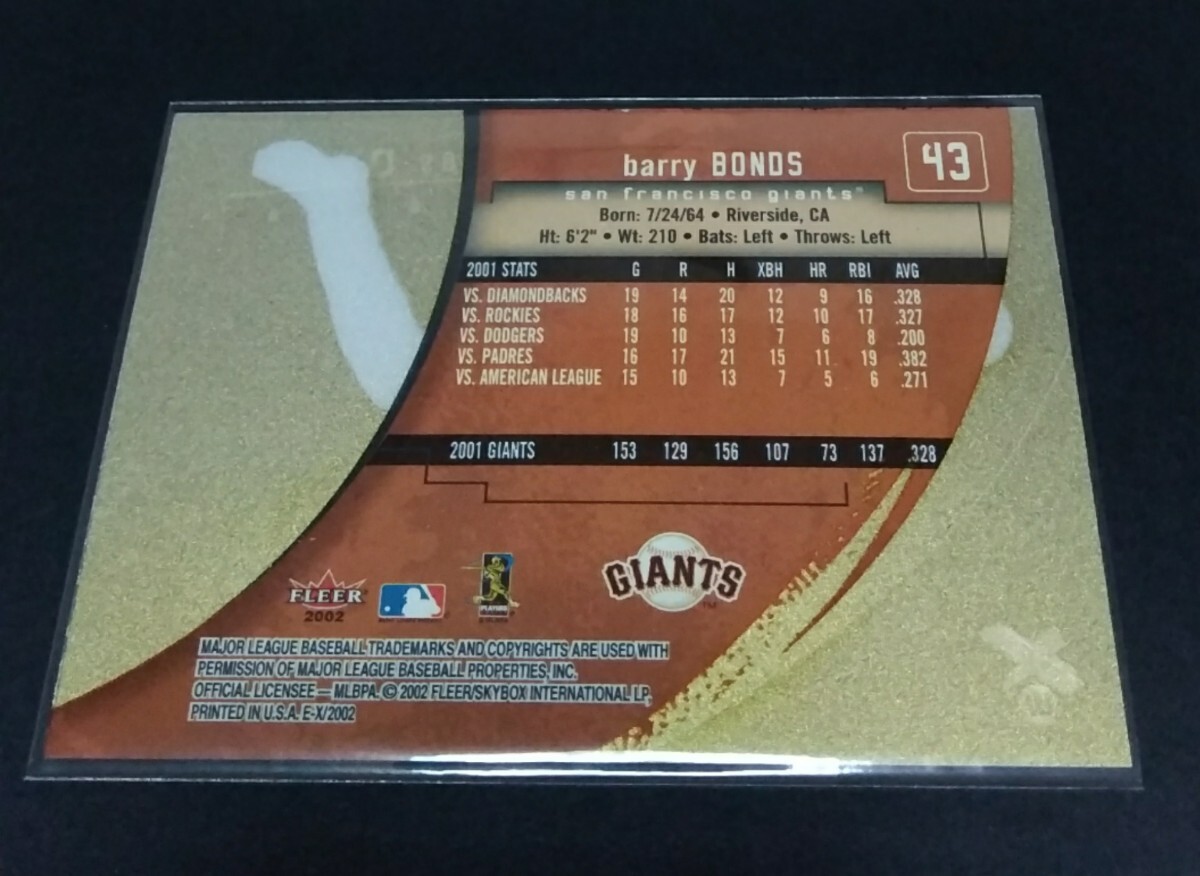 43
barry BONDS
san francisco giants®
Born: 7/24/64 • Riverside, CA
Ht: 6'2" • Wt: 210 • Bats: Left • Throws: Left
2001 STATS G R H XBH HR RBI AVG
VS. DIAMONDBACKS 19 14 20 12 9 16 .328
VS. ROCKIES 18 16 17 12 10 17 .327
VS. DODGERS 19 10 13 7 6 8 .200
VS. PADRES 16 17 21 15 11 19 .382
VS. AMERICAN LEAGUE 15 10 13 7 5 6 .271
2001 GIANTS 153 129 156 107 73 137 .328
GIANTS
TM
FLEER
2002
PLAYERS
MAJOR LEAGUE BASEBALL TRADEMARKS AND COPYRIGHTS ARE USED WITH
PERMISSION OF MAJOR LEAGUE BASEBALL PROPERTIES, INC.
OFFICIAL LICENSEE — MLBPA. © 2002 FLEER/SKYBOX INTERNATIONAL LP.
PRINTED IN U.S.A. E-X/2002